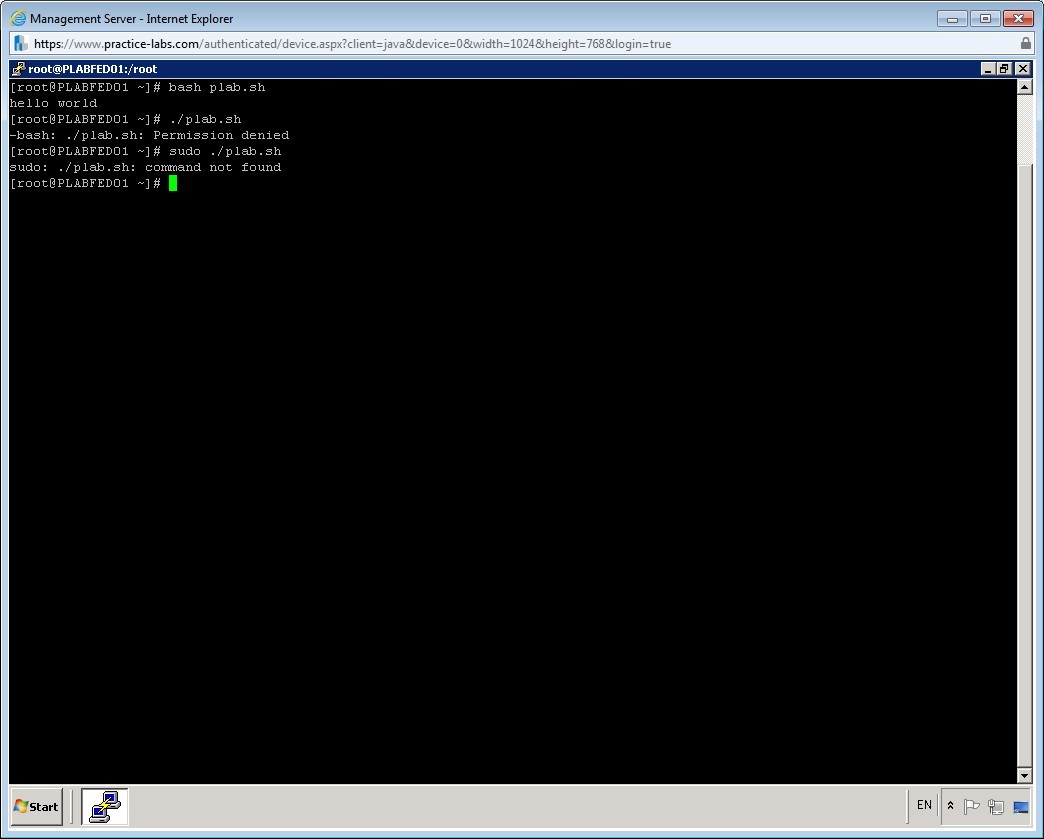 Management Server - Internet Explorer
https://www.practice-labs.com/authenticated/device.aspx?client=java&device=0&width=1024&height=768&login=true
root@PLABFED01:/root
[root@PLABFED01 ~]# bash plab.sh
hello world
[root@PLABFED01 ~]# ./plab.sh
-bash: ./plab.sh: Permission denied
[root@PLABFED01 ~]# sudo ./plab.sh
sudo: ./plab.sh: command not found
[root@PLABFED01 ~]#
Start
EN